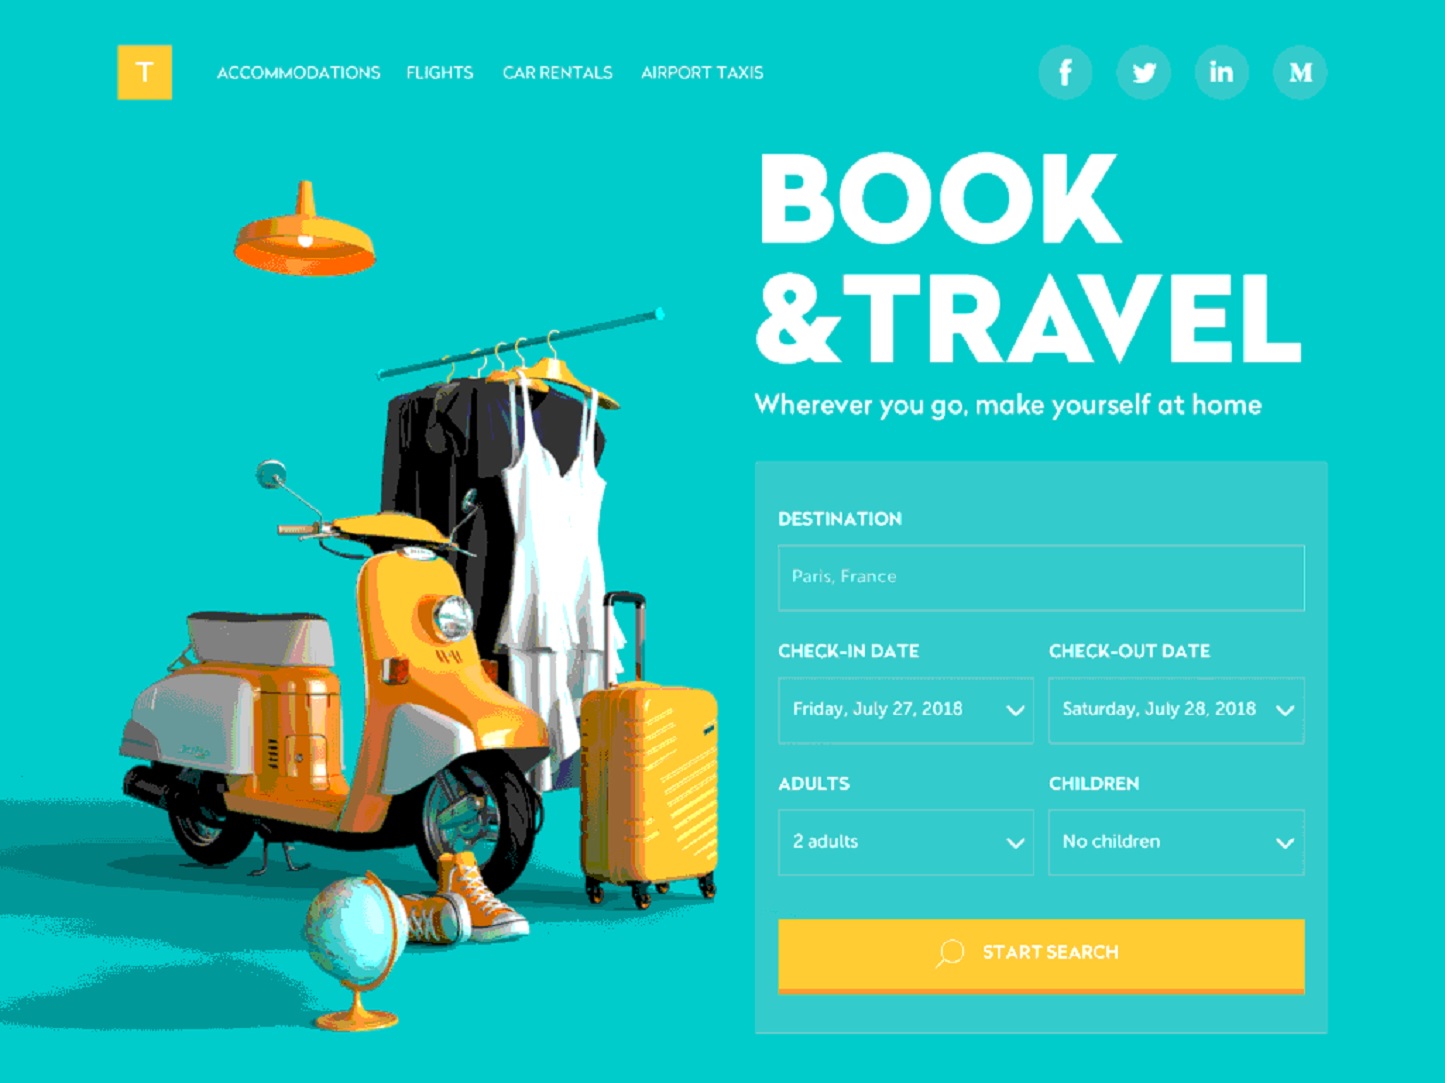 T
ACCOMMODATIONS FLIGHTS CAR RENTALS AIRPORT TAXIS
f in M
BOOK
&TRAVEL
Wherever you go, make yourself at home
DESTINATION
Paris, France
CHECK-IN DATE CHECK-OUT DATE
Friday, July 27, 2018 Saturday, July 28, 2018
ADULTS CHILDREN
2 adults No children
START SEARCH